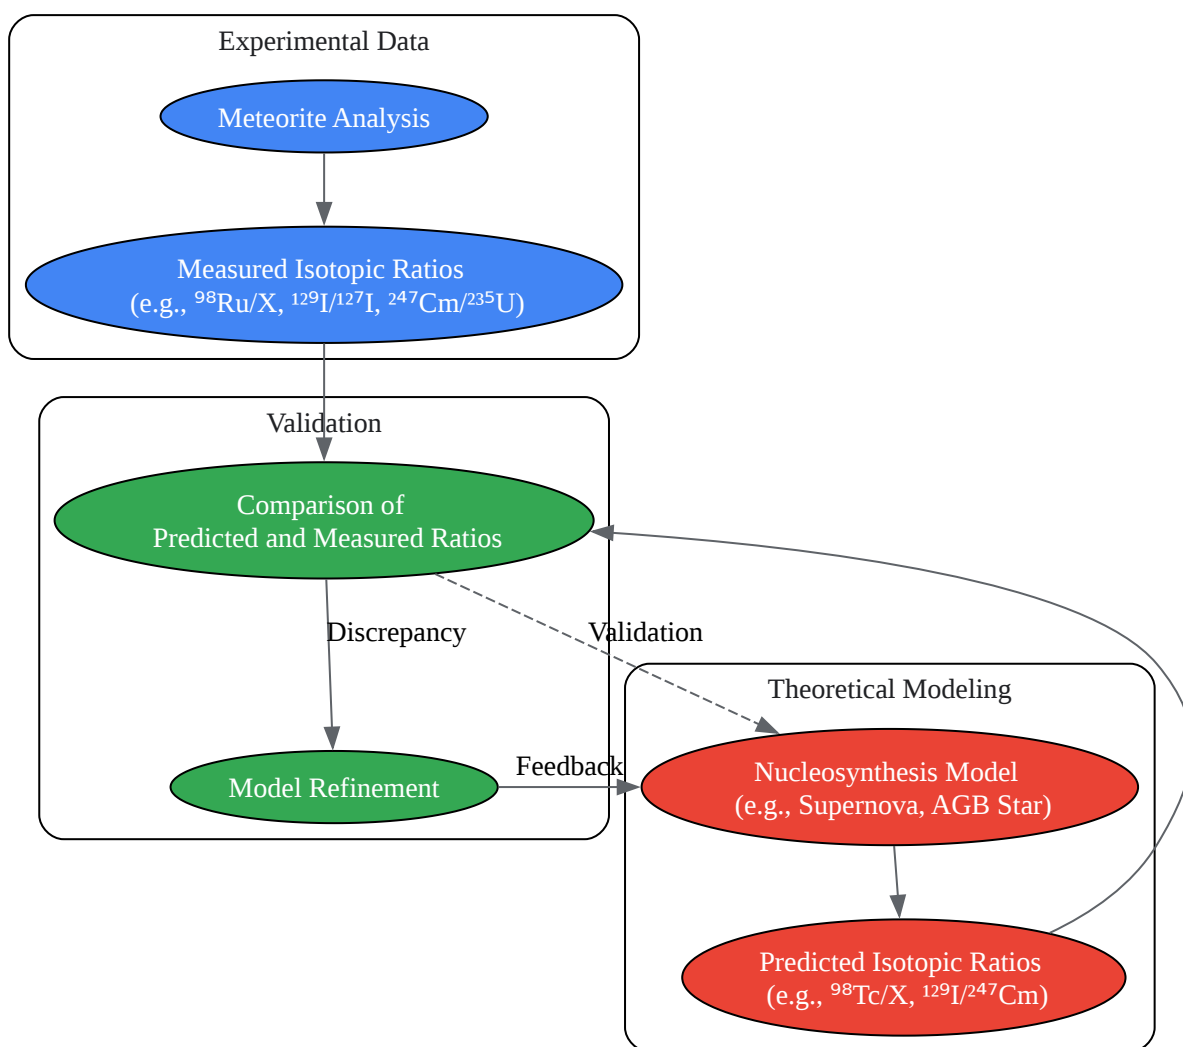 Experimental Data
Meteorite Analysis
Measured Isotopic Ratios
(e.g., ⁹⁸Ru/X, ¹²⁹I/¹²⁷I, ²⁴⁷Cm/²³⁵U)
Validation
Comparison of
Predicted and Measured Ratios
Discrepancy
Validation
Theoretical Modeling
Model Refinement
Feedback
Nucleosynthesis Model
(e.g., Supernova, AGB Star)
Predicted Isotopic Ratios
(e.g., ⁹⁸Tc/X, ¹²⁹I/²⁴⁷Cm)